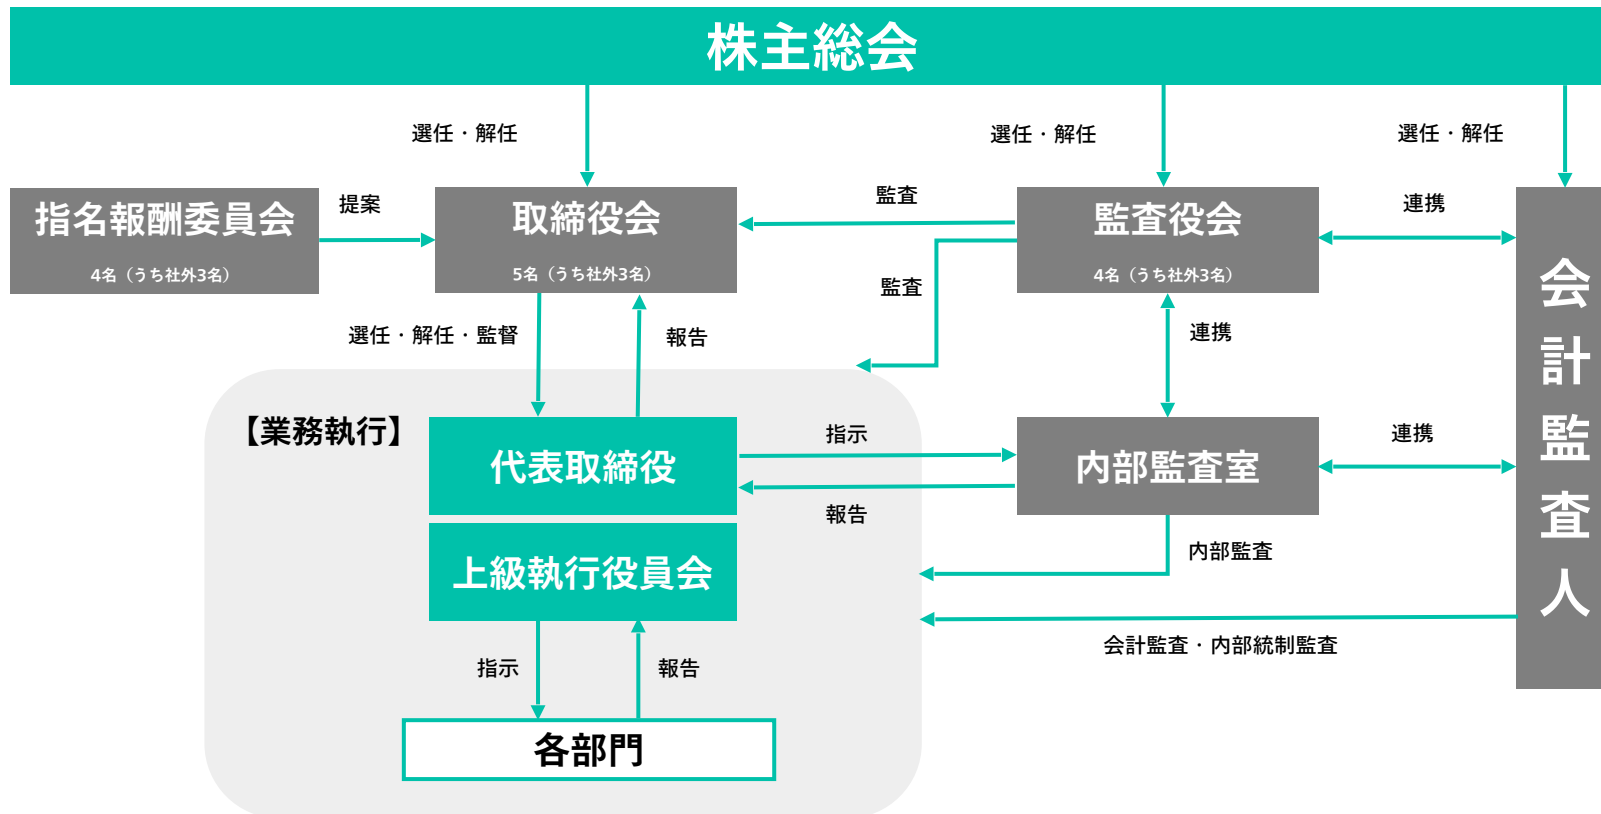 株主総会
選任・解任
選任・解任
選任・解任
指名報酬委員会
4名（うち社外3名）
提案
取締役会
5名（うち社外3名）
監査
監査役会
4名（うち社外3名）
連携
会計監査人
監査
選任・解任・監督
報告
連携
【業務執行】
代表取締役
指示
報告
内部監査室
連携
上級執行役員会
内部監査
会計監査・内部統制監査
指示
報告
各部門